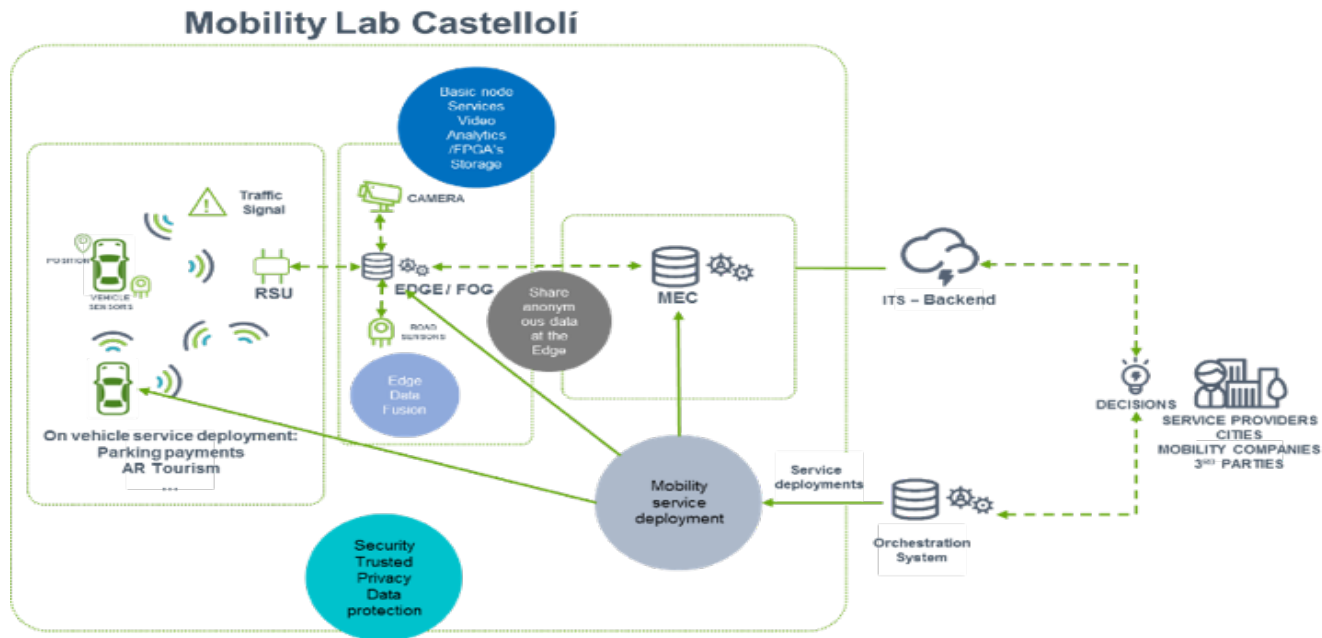 Mobility Lab Castellolí
Basic node
Services
Video
Analytics
/FPGA's
Storage
Traffic
Signal
CAMERA
POSITION
VEHICLE
SENSORS
RSU
EDGE / FOG
ROAD
SENSORS
Share
anonym
ous data
at the
Edge
MEC
ITS – Backend
Edge
Data
Fusion
DECISIONS
SERVICE PROVIDERS
CITIES
MOBILITY COMPANIES
3RD PARTIES
On vehicle service deployment:
Parking payments
AR Tourism
...
Mobility
service
deployment
Service
deployments
Orchestration
System
Security
Trusted
Privacy
Data
protection